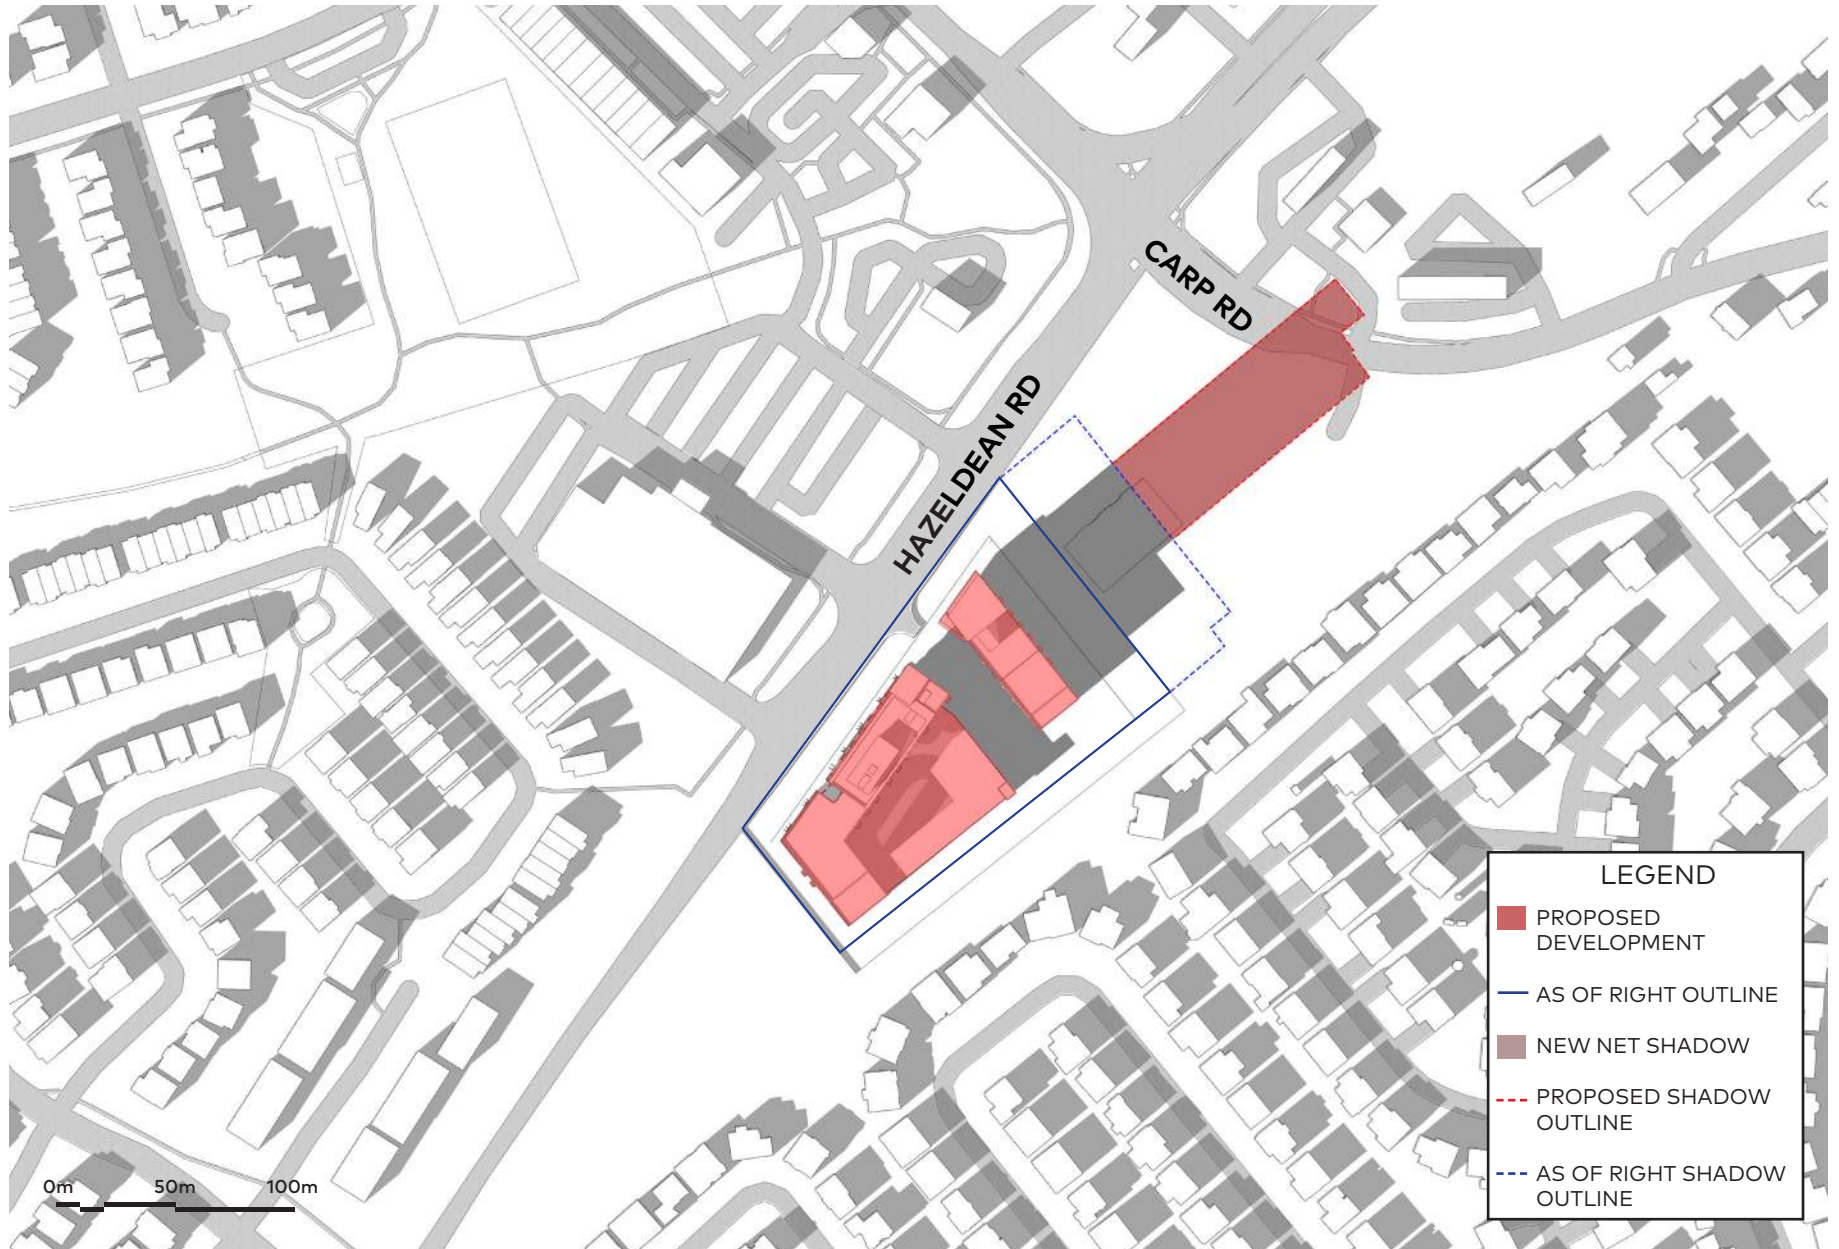 CARP RD
HAZELDEAN RD
LEGEND
PROPOSED
DEVELOPMENT
AS OF RIGHT OUTLINE
NEW NET SHADOW
PROPOSED SHADOW
OUTLINE
AS OF RIGHT SHADOW
OUTLINE
0m 50m 100m